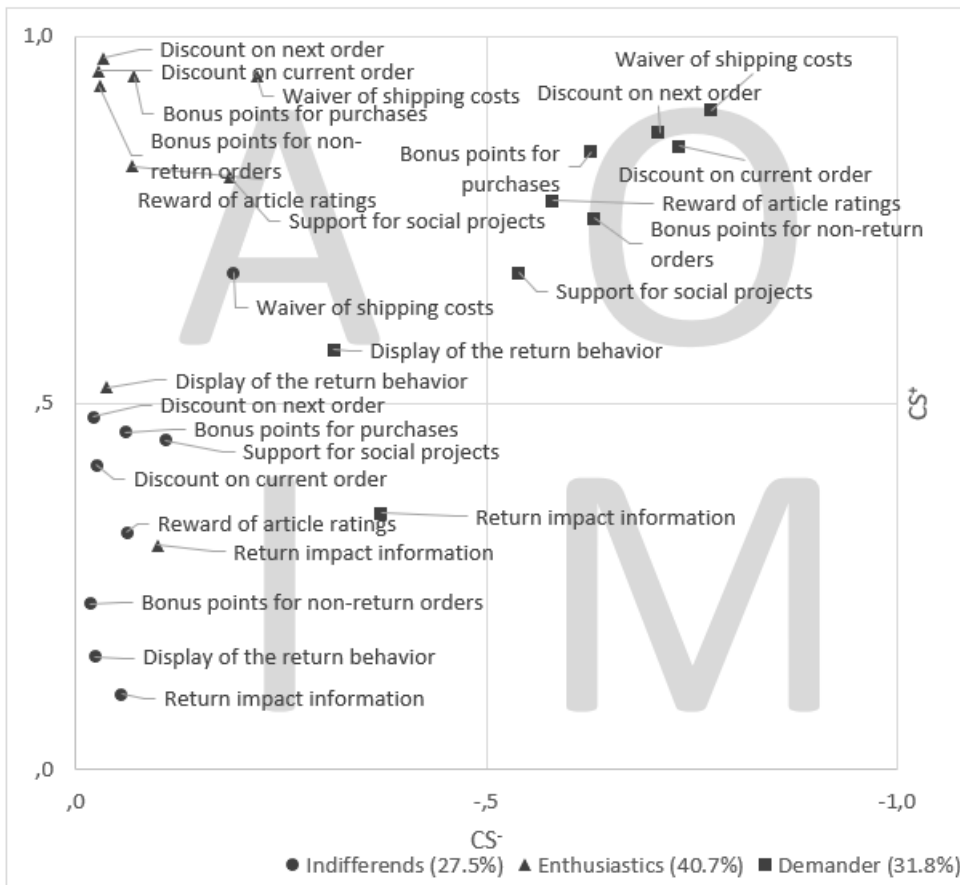 1,0
Discount on next order
Discount on current order
Waiver of shipping costs
Bonus points for purchases
Bonus points for non-
return orders
Reward of article ratings
Support for social projects
Waiver of shipping costs
Discount on next order
Bonus points for
purchases
Discount on current order
Reward of article ratings
Bonus points for non-return
orders
Support for social projects
A
O
Waiver of shipping costs
Display of the return behavior
Display of the return behavior
,5
CS⁺
Discount on next order
Bonus points for purchases
Support for social projects
Discount on current order
Reward of article ratings
Return impact information
Return impact information
I
M
Bonus points for non-return orders
Display of the return behavior
Return impact information
,0
,0
-,5
-1,0
CS⁻
Indifferends (27.5%)
Enthusiastics (40.7%)
Demander (31.8%)